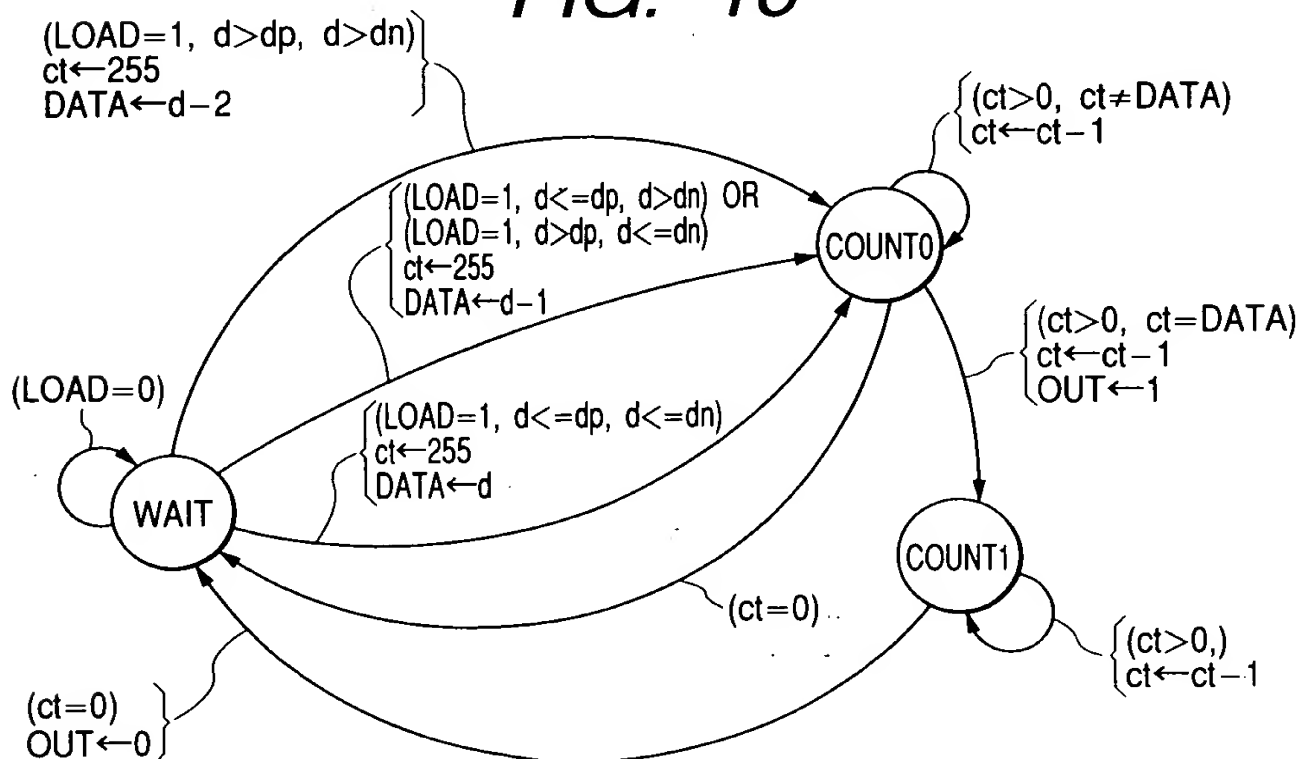 FIG. 10
(LOAD=1, d>dp, d>dn)
ct←255
DATA←d-2
(ct>0, ct≠DATA)
ct←ct-1
(LOAD=1, d<=dp, d>dn) OR
(LOAD=1, d>dp, d<=dn)
ct←255
DATA←d-1
COUNT0
(ct>0, ct=DATA)
ct←ct-1
OUT←1
(LOAD=0)
(LOAD=1, d<=dp, d<=dn)
ct←255
DATA←d
WAIT
COUNT1
(ct=0)
(ct>0,)
ct←ct-1
(ct=0)
OUT←0